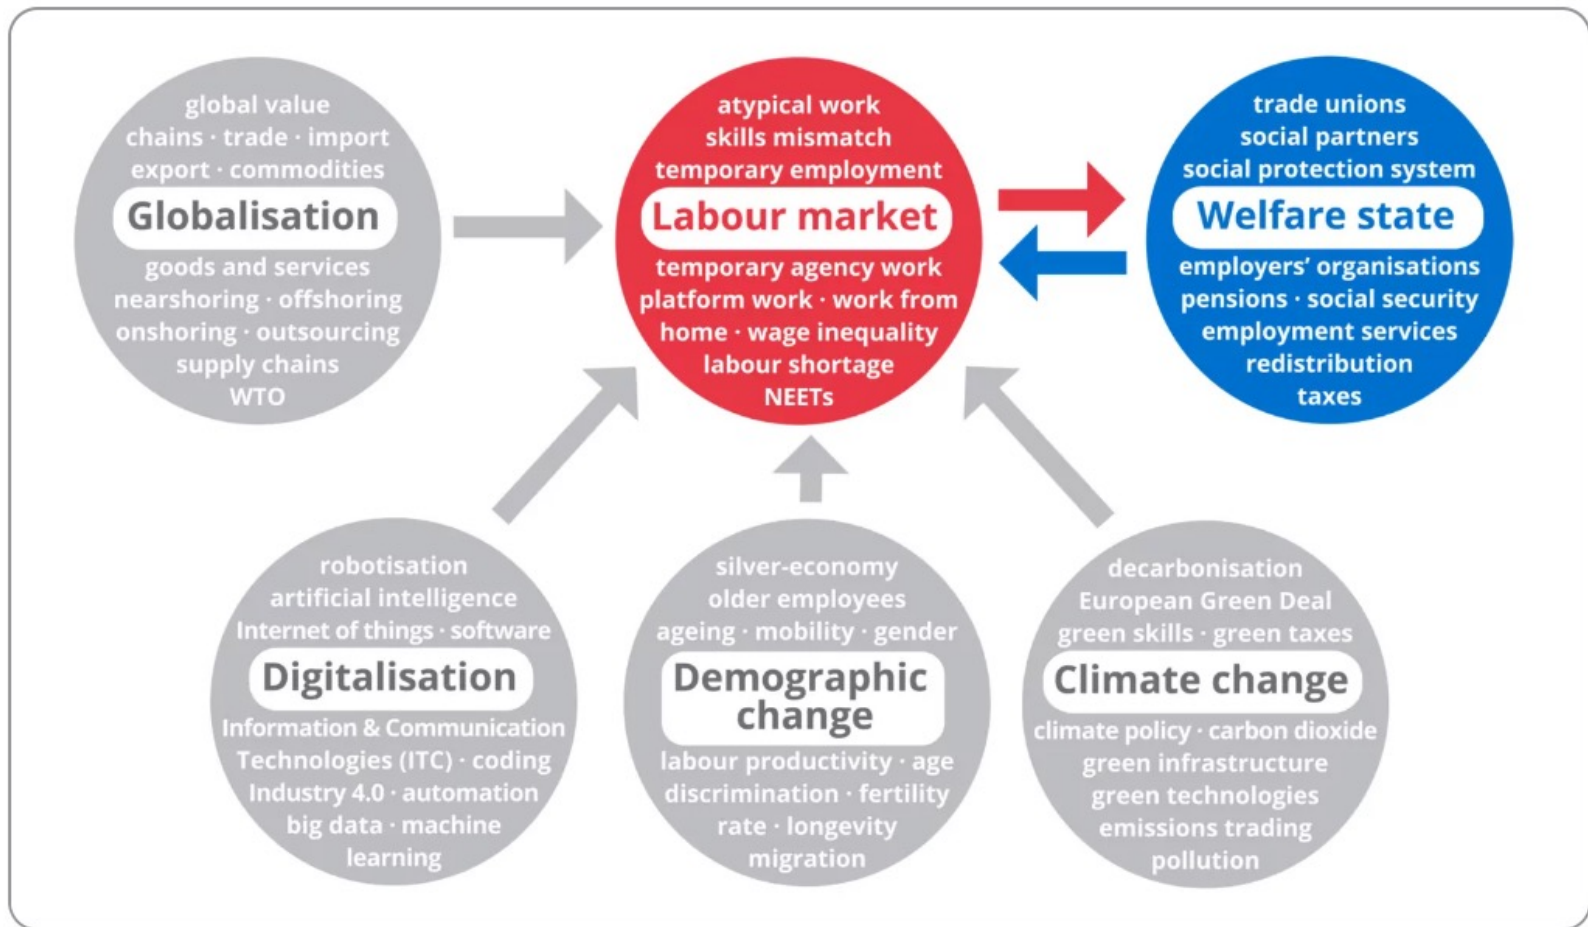 global value
chains · trade · import
export · commodities
Globalisation
goods and services
nearshoring · offshoring
onshoring · outsourcing
supply chains
WTO
atypical work
skills mismatch
temporary employment
Labour market
temporary agency work
platform work · work from
home · wage inequality
labour shortage
NEETs
trade unions
social partners
social protection system
Welfare state
employers’ organisations
pensions · social security
employment services
redistribution
taxes
robotisation
artificial intelligence
Internet of things · software
Digitalisation
Information & Communication
Technologies (ITC) · coding
Industry 4.0 · automation
big data · machine
learning
silver-economy
older employees
ageing · mobility · gender
Demographic
change
labour productivity · age
discrimination · fertility
rate · longevity
migration
decarbonisation
European Green Deal
green skills · green taxes
Climate change
climate policy · carbon dioxide
green infrastructure
green technologies
emissions trading
pollution